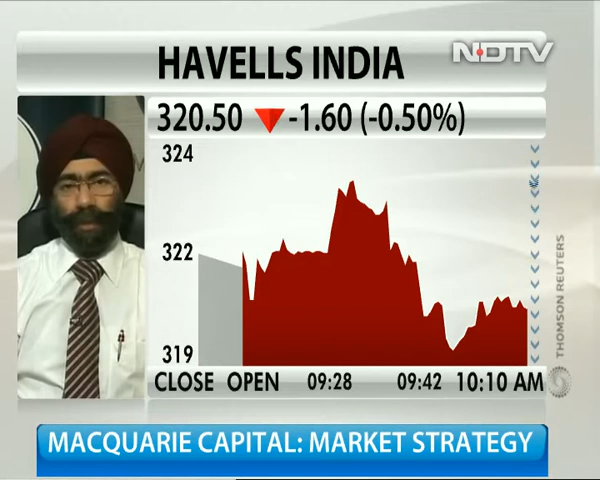 HAVELLS INDIA
NDTV
320.50 -1.60 (-0.50%)
324
322
319
CLOSE OPEN 09:28 09:42 10:10 AM
THOMSON REUTERS
MACQUARIE CAPITAL: MARKET STRATEGY